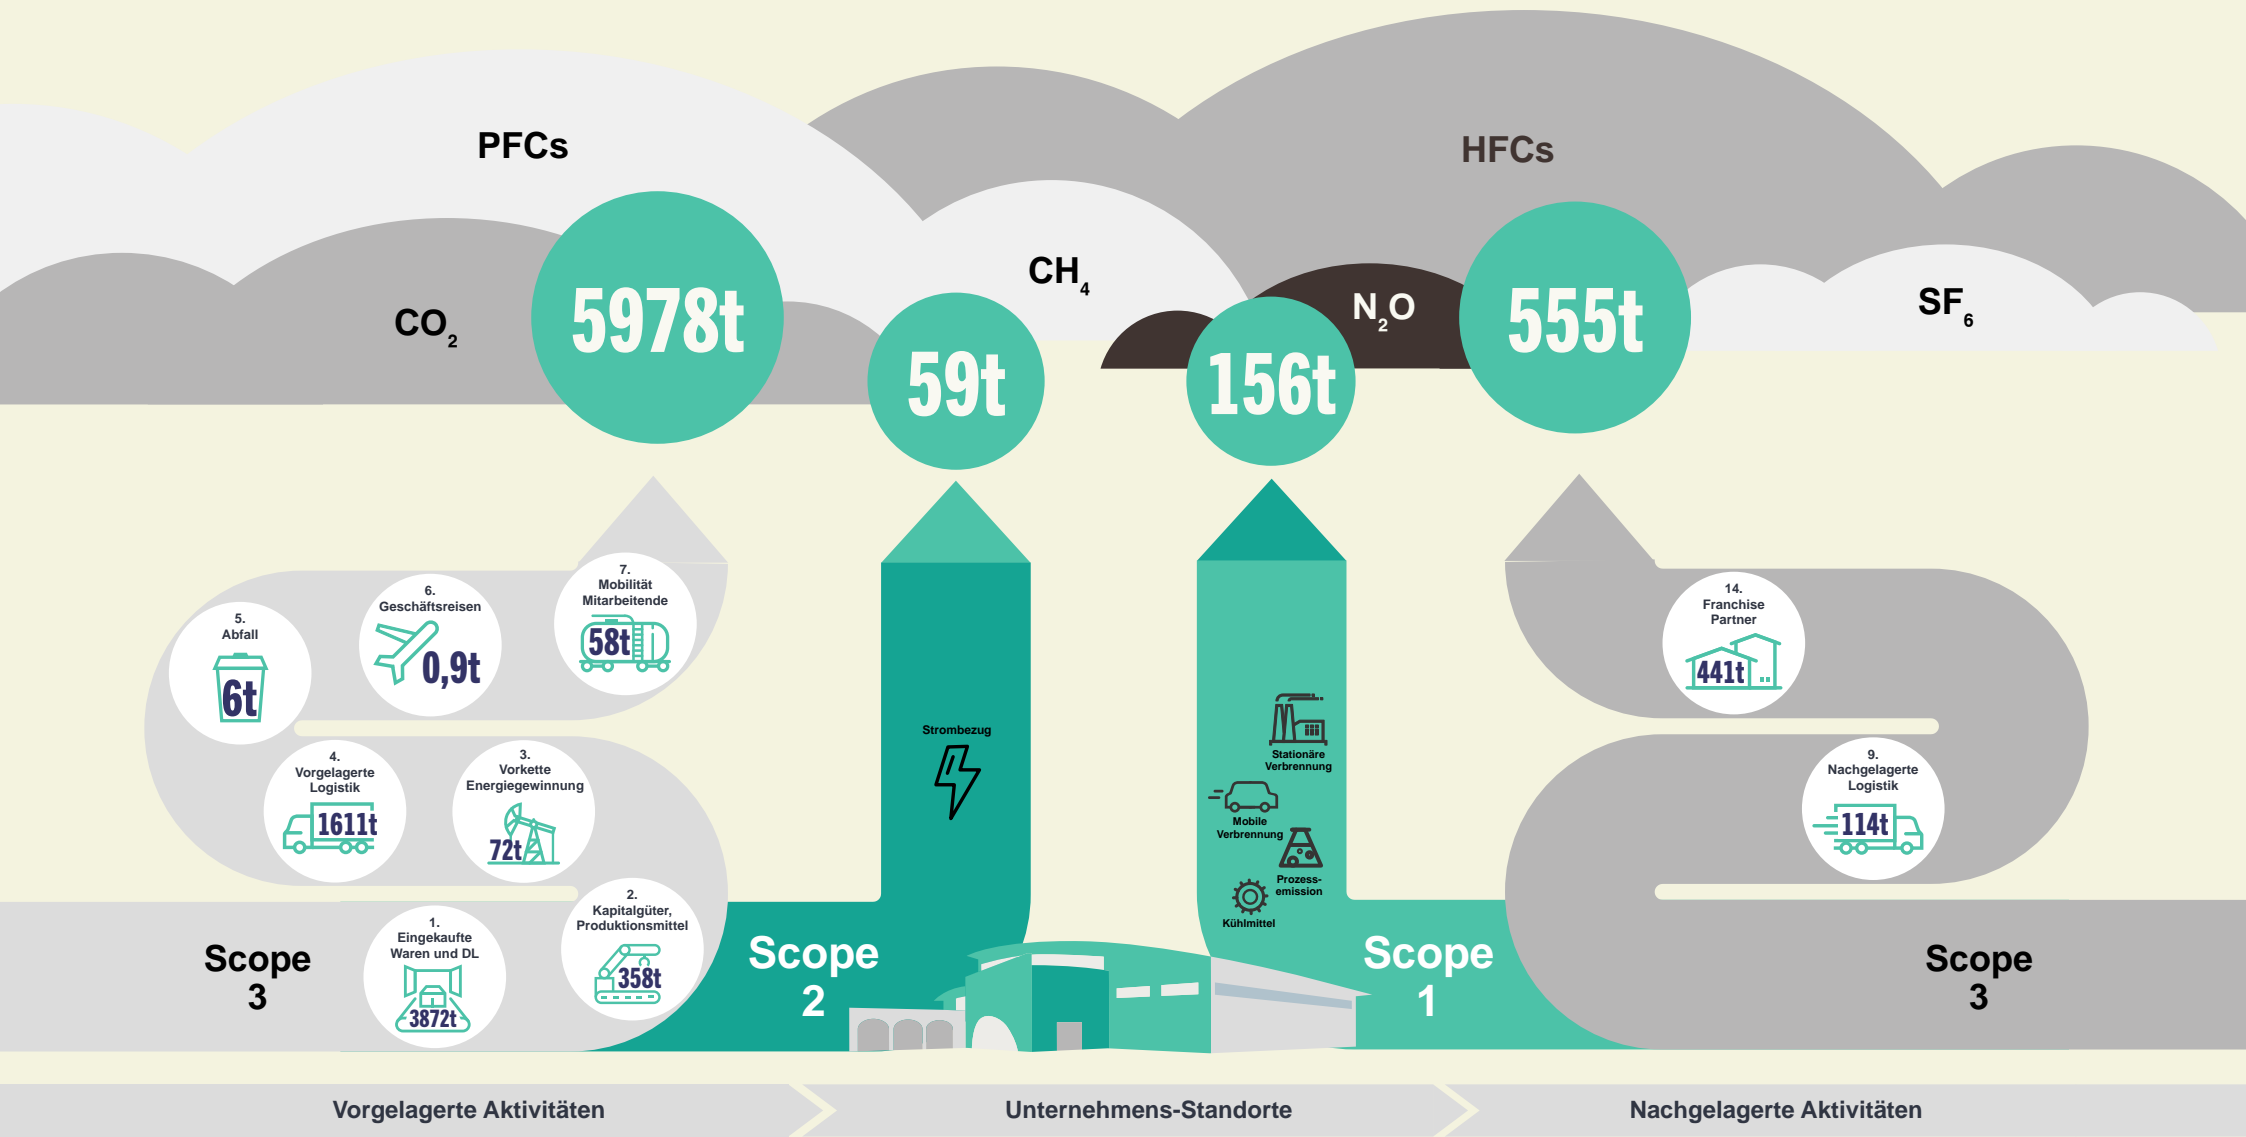 PFCs
HFCs
CO₂
CH₄
N₂O
SF₆
5978t
59t
156t
555t
7.
Mobilität
Mitarbeitende
58t
6.
Geschäftsreisen
0,9t
5.
Abfall
6t
4.
Vorgelagerte
Logistik
1611t
3.
Vorkette
Energiegewinnung
72t
2.
Kapitalgüter,
Produktionsmittel
358t
1.
Eingekaufte
Waren und DL
3872t
Scope
3
Strombezug
Scope
2
Stationäre
Verbrennung
Mobile
Verbrennung
Prozess-
emission
Kühlmittel
Scope
1
14.
Franchise
Partner
441t
9.
Nachgelagerte
Logistik
114t
Scope
3
Vorgelagerte Aktivitäten
Unternehmens-Standorte
Nachgelagerte Aktivitäten